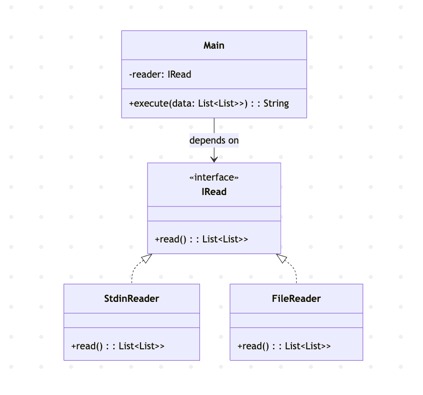 Main
-reader: IRead
+execute(data: List<List>>) : : String
depends on
«interface»
IRead
+read() : : List<List>>
StdinReader
FileReader
+read() : : List<List>>
+read() : : List<List>>